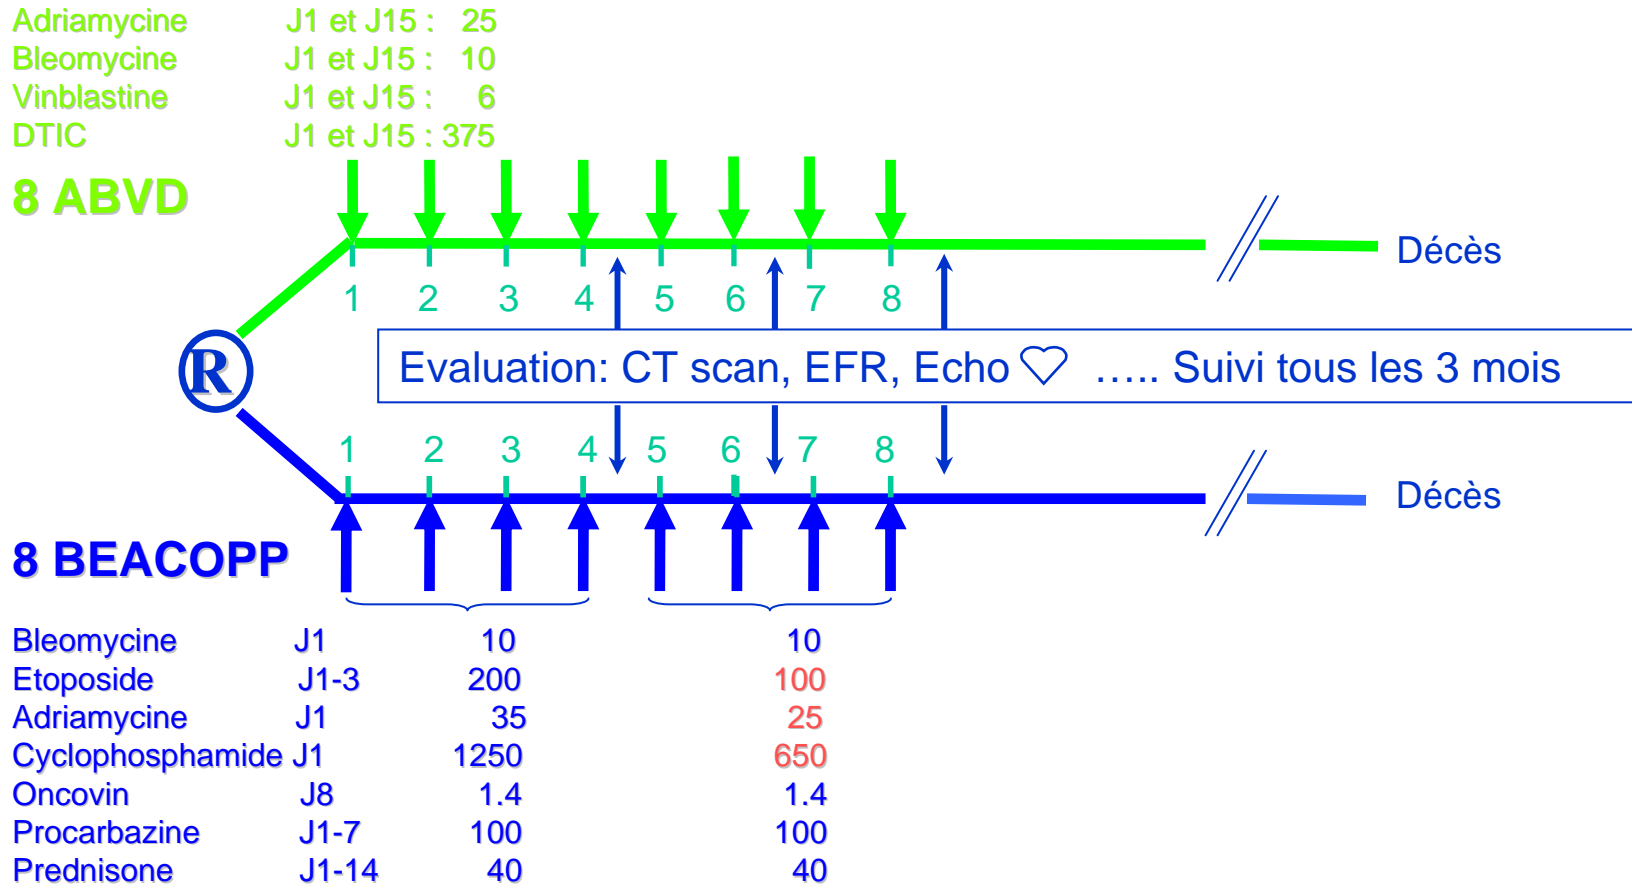 Adriamycine J1 et J15 : 25
Bleomycine J1 et J15 : 10
Vinblastine J1 et J15 : 6
DTIC J1 et J15 : 375
8 ABVD
Décès
1 2 3 4 5 6 7 8
R
Evaluation: CT scan, EFR, Echo ♡ ….. Suivi tous les 3 mois
1 2 3 4 5 6 7 8
Décès
8 BEACOPP
Bleomycine J1 10 10
Etoposide J1-3 200 100
Adriamycine J1 35 25
Cyclophosphamide J1 1250 650
Oncovin J8 1.4 1.4
Procarbazine J1-7 100 100
Prednisone J1-14 40 40